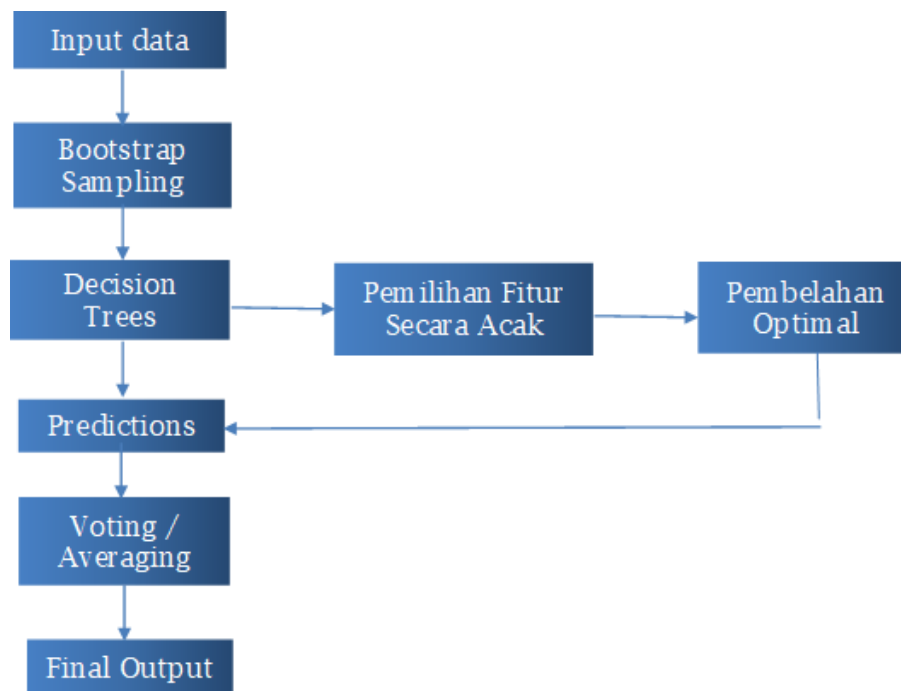 Input data
Bootstrap
Sampling
Decision
Trees
Pemilihan Fitur
Secara Acak
Pembelahan
Optimal
Predictions
Voting /
Averaging
Final Output